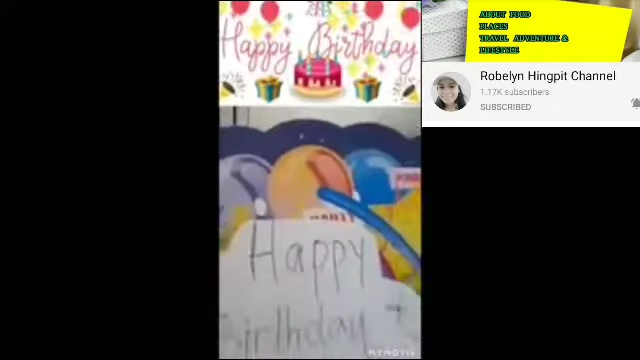 Happy Birthday
ABOUT FOOD
PLACES
TRAVEL ADVENTURE &
LIFESTYLE
Robelyn Hingpit Channel
1.17K subscribers
SUBSCRIBED
Happy
Birthday